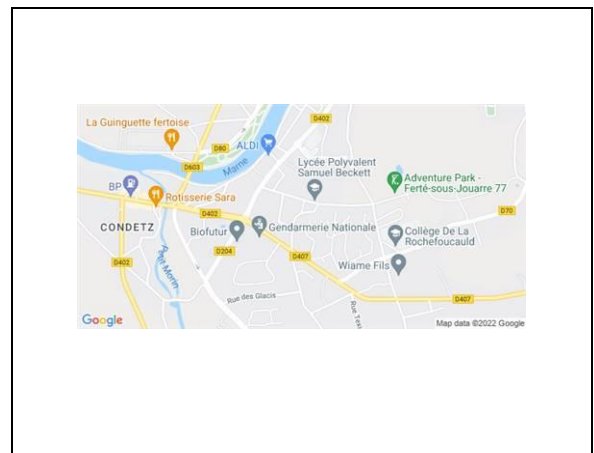 La Guinguette fertoise
D402
D80
ALDI
D603
Marne
Lycée Polyvalent
Samuel Beckett
Adventure Park -
Ferté-sous-Jouarre 77
BP
Rotisserie Sara
D402
D70
CONDETZ
Biofutur
Gendarmerie Nationale
Collège De La
Rochefoucauld
D402
Petit Morin
D204
D407
Wiame Fils
Rue des Glacis
D407
Google
Map data ©2022 Google